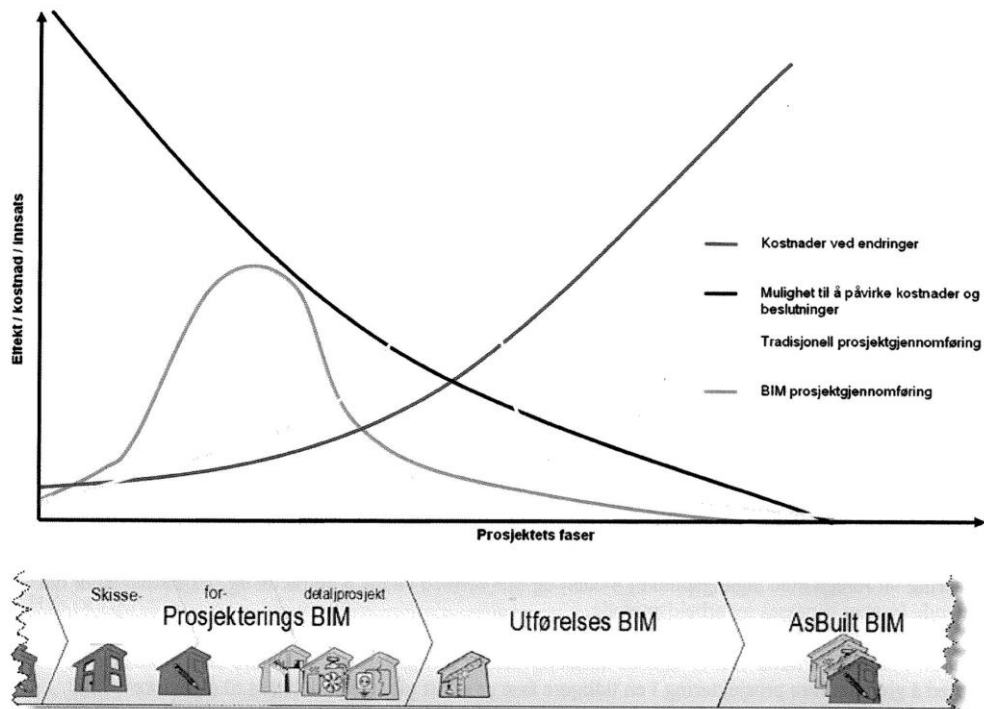 Effekt / kostnad / innsats
Kostnader ved endringer
Mulighet til å påvirke kostnader og
beslutninger
Tradisjonell prosjektgjennomføring
BIM prosjektgjennomføring
Prosjektets faser
Skisse- for- detaljprosjekt
Prosjekterings BIM
Utførelses BIM
AsBuilt BIM